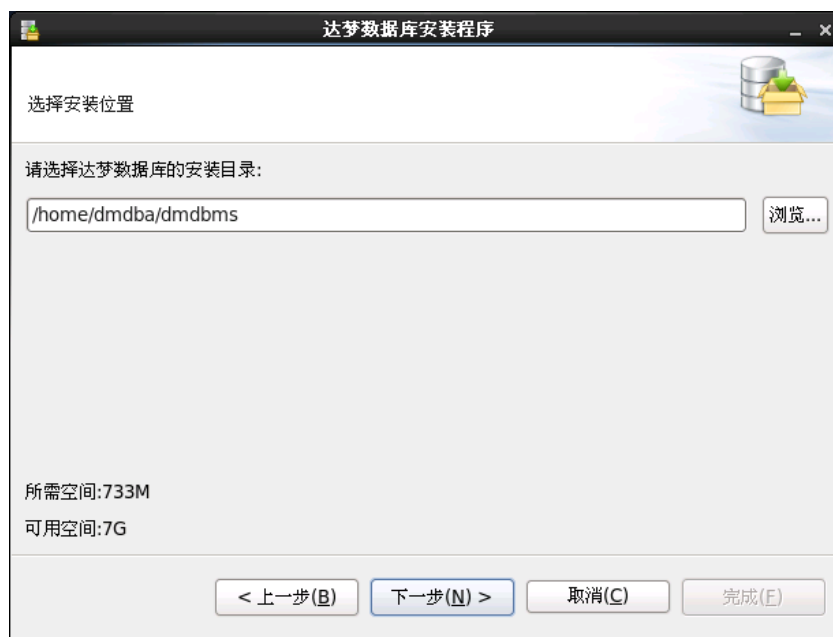 达梦数据库安装程序
选择安装位置
请选择达梦数据库的安装目录:
/home/dmdba/dmdbms
浏览...
所需空间:733M
可用空间:7G
< 上一步(B)
下一步(N) >
取消(C)
完成(F)